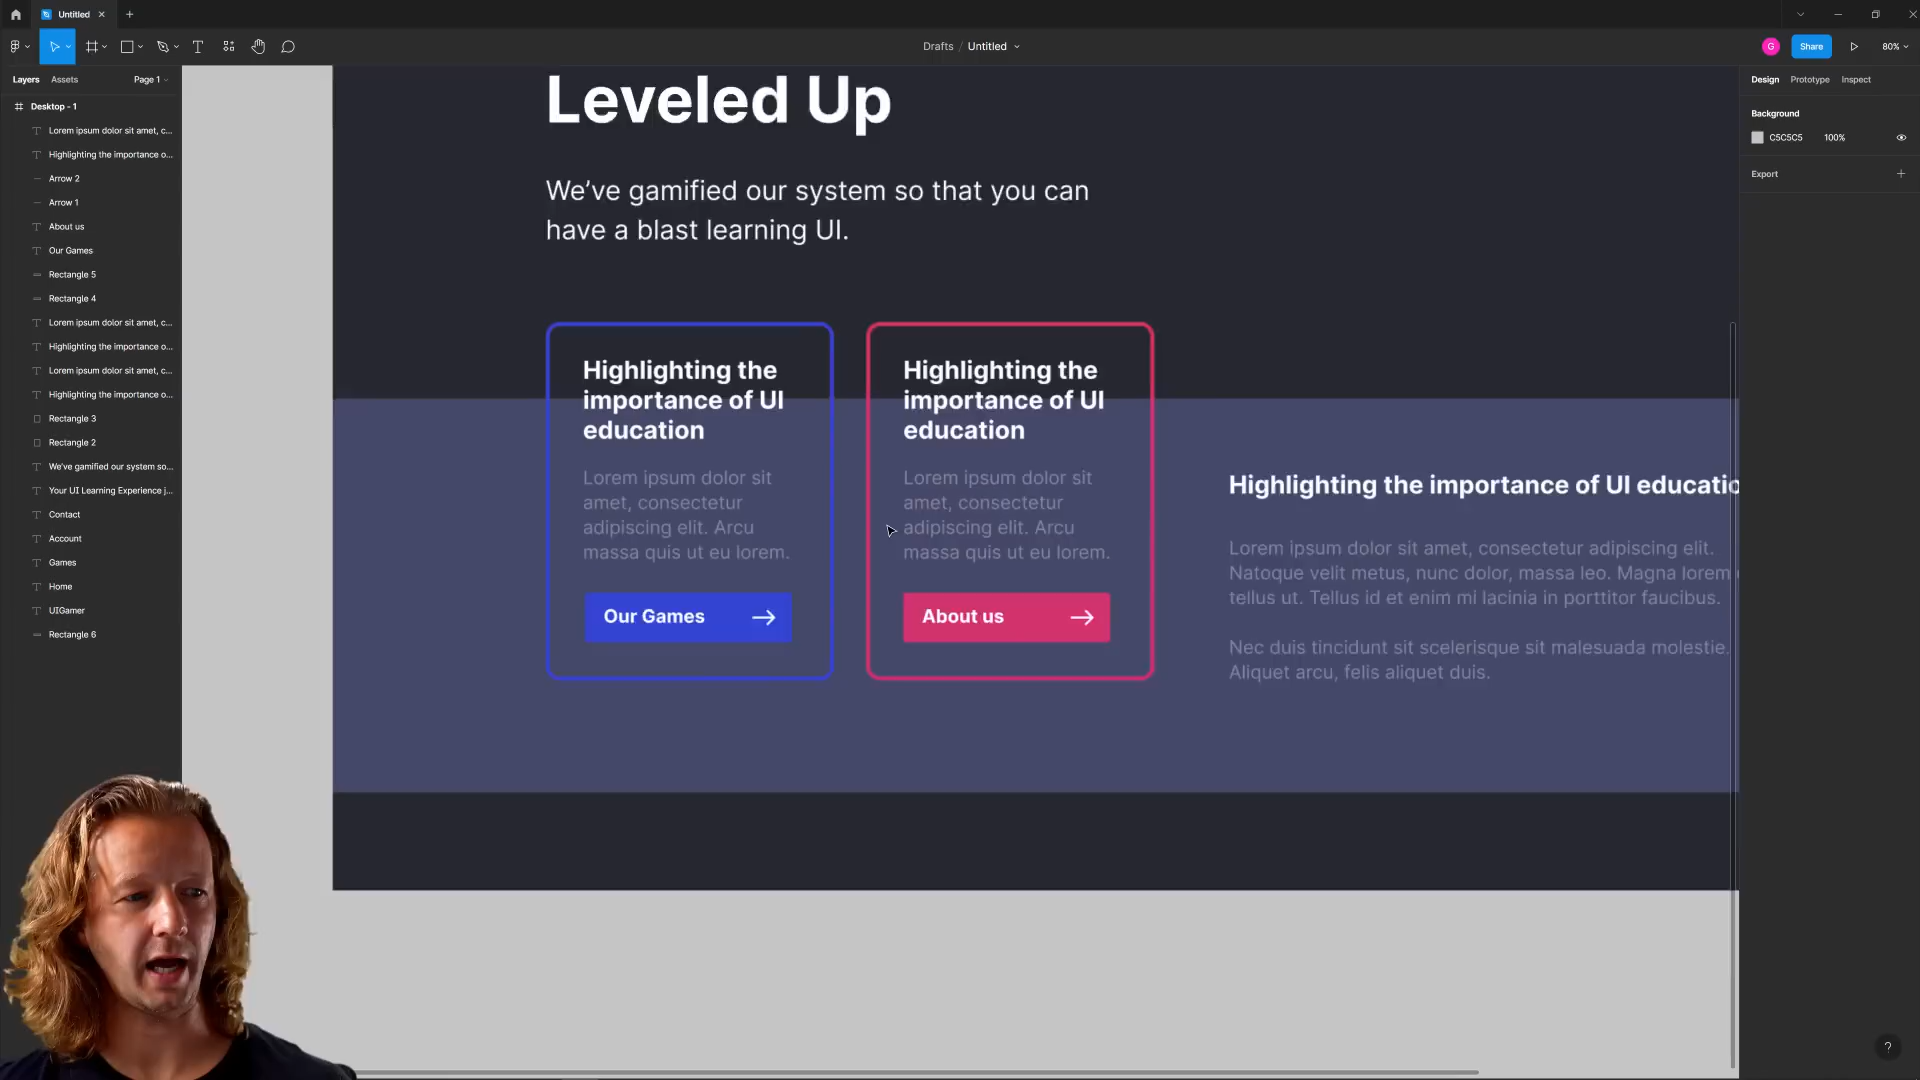 Untitled
Drafts / Untitled
G
Share
80%
Layers
Assets
Page 1
Design
Prototype
Inspect
Desktop - 1
Lorem ipsum dolor sit amet, c...
Highlighting the importance o...
Arrow 2
Arrow 1
About us
Our Games
Rectangle 5
Rectangle 4
Lorem ipsum dolor sit amet, c...
Highlighting the importance o...
Lorem ipsum dolor sit amet, c...
Highlighting the importance o...
Rectangle 3
Rectangle 2
We've gamified our system so...
Your UI Learning Experience j...
Contact
Account
Games
Home
UIGamer
Rectangle 6
Leveled Up
We’ve gamified our system so that you can
have a blast learning UI.
Highlighting the
importance of UI
education
Lorem ipsum dolor sit
amet, consectetur
adipiscing elit. Arcu
massa quis ut eu lorem.
Our Games
Highlighting the
importance of UI
education
Lorem ipsum dolor sit
amet, consectetur
adipiscing elit. Arcu
massa quis ut eu lorem.
About us
Highlighting the importance of UI educatio
Lorem ipsum dolor sit amet, consectetur adipiscing elit.
Natoque velit metus, nunc dolor, massa leo. Magna lorem
tellus ut. Tellus id et enim mi lacinia in porttitor faucibus.
Nec duis tincidunt sit scelerisque sit malesuada molestie.
Aliquet arcu, felis aliquet duis.
Background
C5C5C5
100%
Export
?